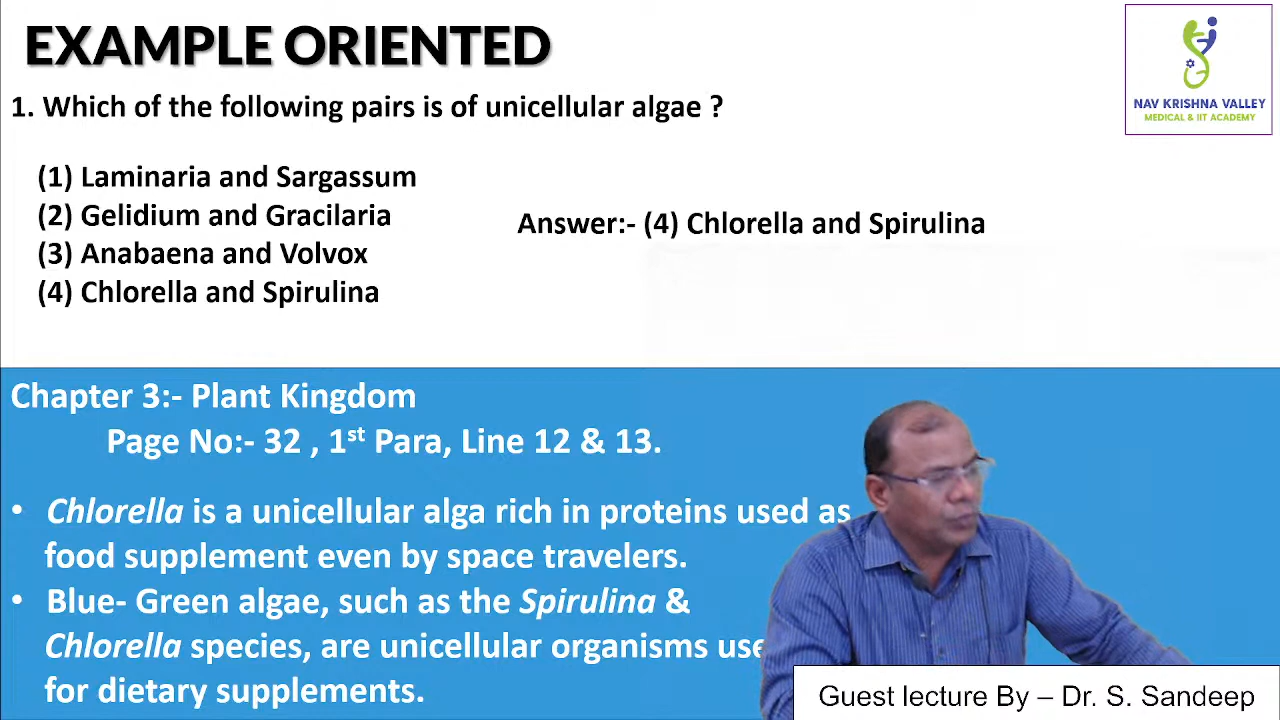 EXAMPLE ORIENTED
NAV KRISHNA VALLEY
MEDICAL & IIT ACADEMY
1. Which of the following pairs is of unicellular algae ?
(1) Laminaria and Sargassum
(2) Gelidium and Gracilaria
(3) Anabaena and Volvox
(4) Chlorella and Spirulina
Answer:- (4) Chlorella and Spirulina
Chapter 3:- Plant Kingdom
Page No:- 32 , 1st Para, Line 12 & 13.
• Chlorella is a unicellular alga rich in proteins used as
food supplement even by space travelers.
• Blue- Green algae, such as the Spirulina &
Chlorella species, are unicellular organisms use
for dietary supplements.
Guest lecture By – Dr. S. Sandeep